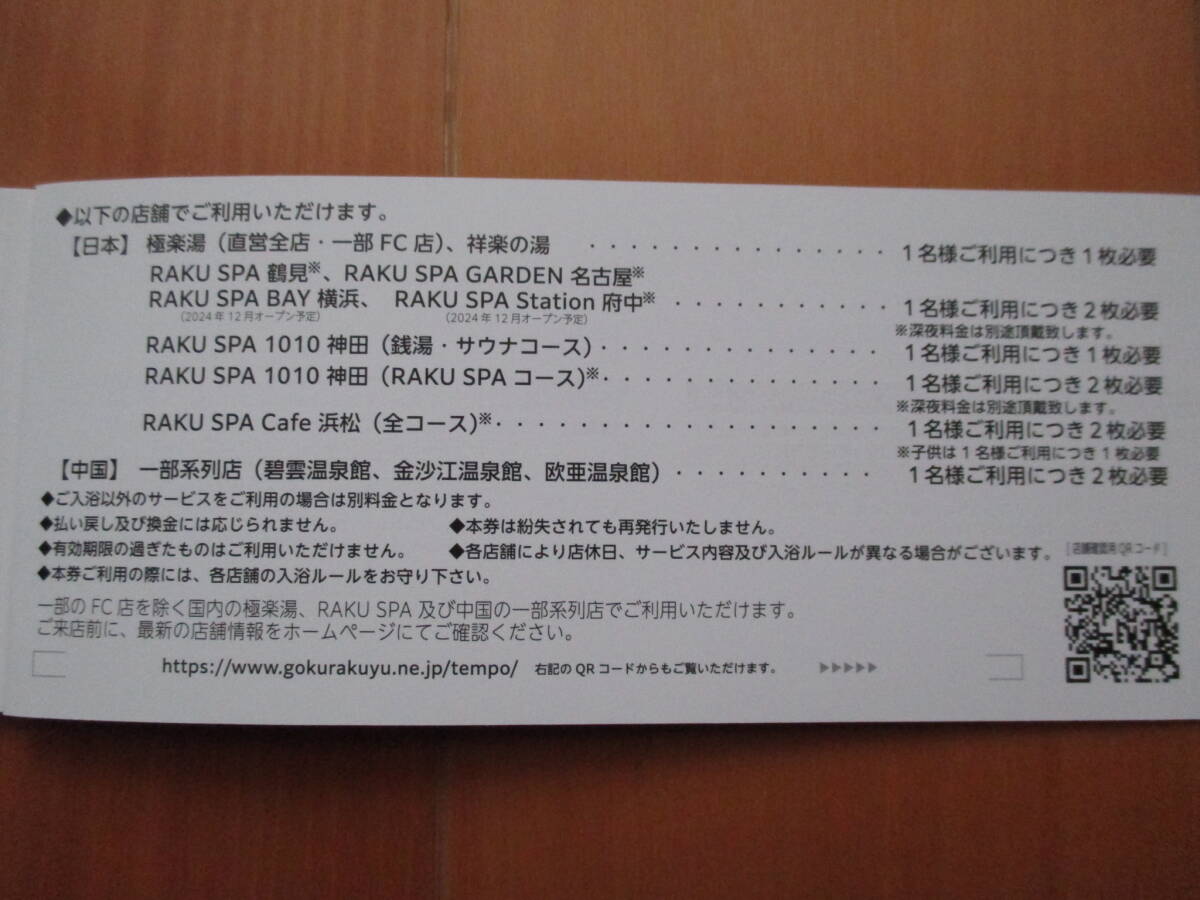 ◆以下の店舗でご利用いただけます。
【日本】 極楽湯（直営全店・一部FC店）、祥楽の湯 ・・・・・・・・・・・・・・・ 1名様ご利用につき1枚必要
RAKU SPA 鶴見※、RAKU SPA GARDEN 名古屋※
RAKU SPA BAY 横浜、 RAKU SPA Station 府中※ ・・・・・・・・・・・ 1名様ご利用につき2枚必要
（2024年12月オープン予定） （2024年12月オープン予定）
※深夜料金は別途頂戴致します。
RAKU SPA 1010 神田（銭湯・サウナコース）・・・・・・・・・・・・・・ 1名様ご利用につき1枚必要
RAKU SPA 1010 神田（RAKU SPA コース）※・・・・・・・・・・・・・・ 1名様ご利用につき2枚必要
※深夜料金は別途頂戴致します。
RAKU SPA Cafe 浜松（全コース）※・・・・・・・・・・・・・・・・・・・ 1名様ご利用につき2枚必要
※子供は1名様ご利用につき1枚必要
【中国】 一部系列店（碧雲温泉館、金沙江温泉館、欧亜温泉館）・・・・・・・・・・ 1名様ご利用につき2枚必要
◆ご入浴以外のサービスをご利用の場合は別料金となります。
◆払い戻し及び換金には応じられません。 ◆本券は紛失されても再発行いたしません。
◆有効期限の過ぎたものはご利用いただけません。 ◆各店舗により店休日、サービス内容及び入浴ルールが異なる場合がございます。
[店舗確認用QRコード]
◆本券ご利用の際には、各店舗の入浴ルールをお守り下さい。
一部のFC店を除く国内の極楽湯、RAKU SPA 及び中国の一部系列店でご利用いただけます。
ご来店前に、最新の店舗情報をホームページにてご確認ください。
https://www.gokurakuyu.ne.jp/tempo/ 右記のQRコードからもご覧いただけます。 ▶▶▶▶▶